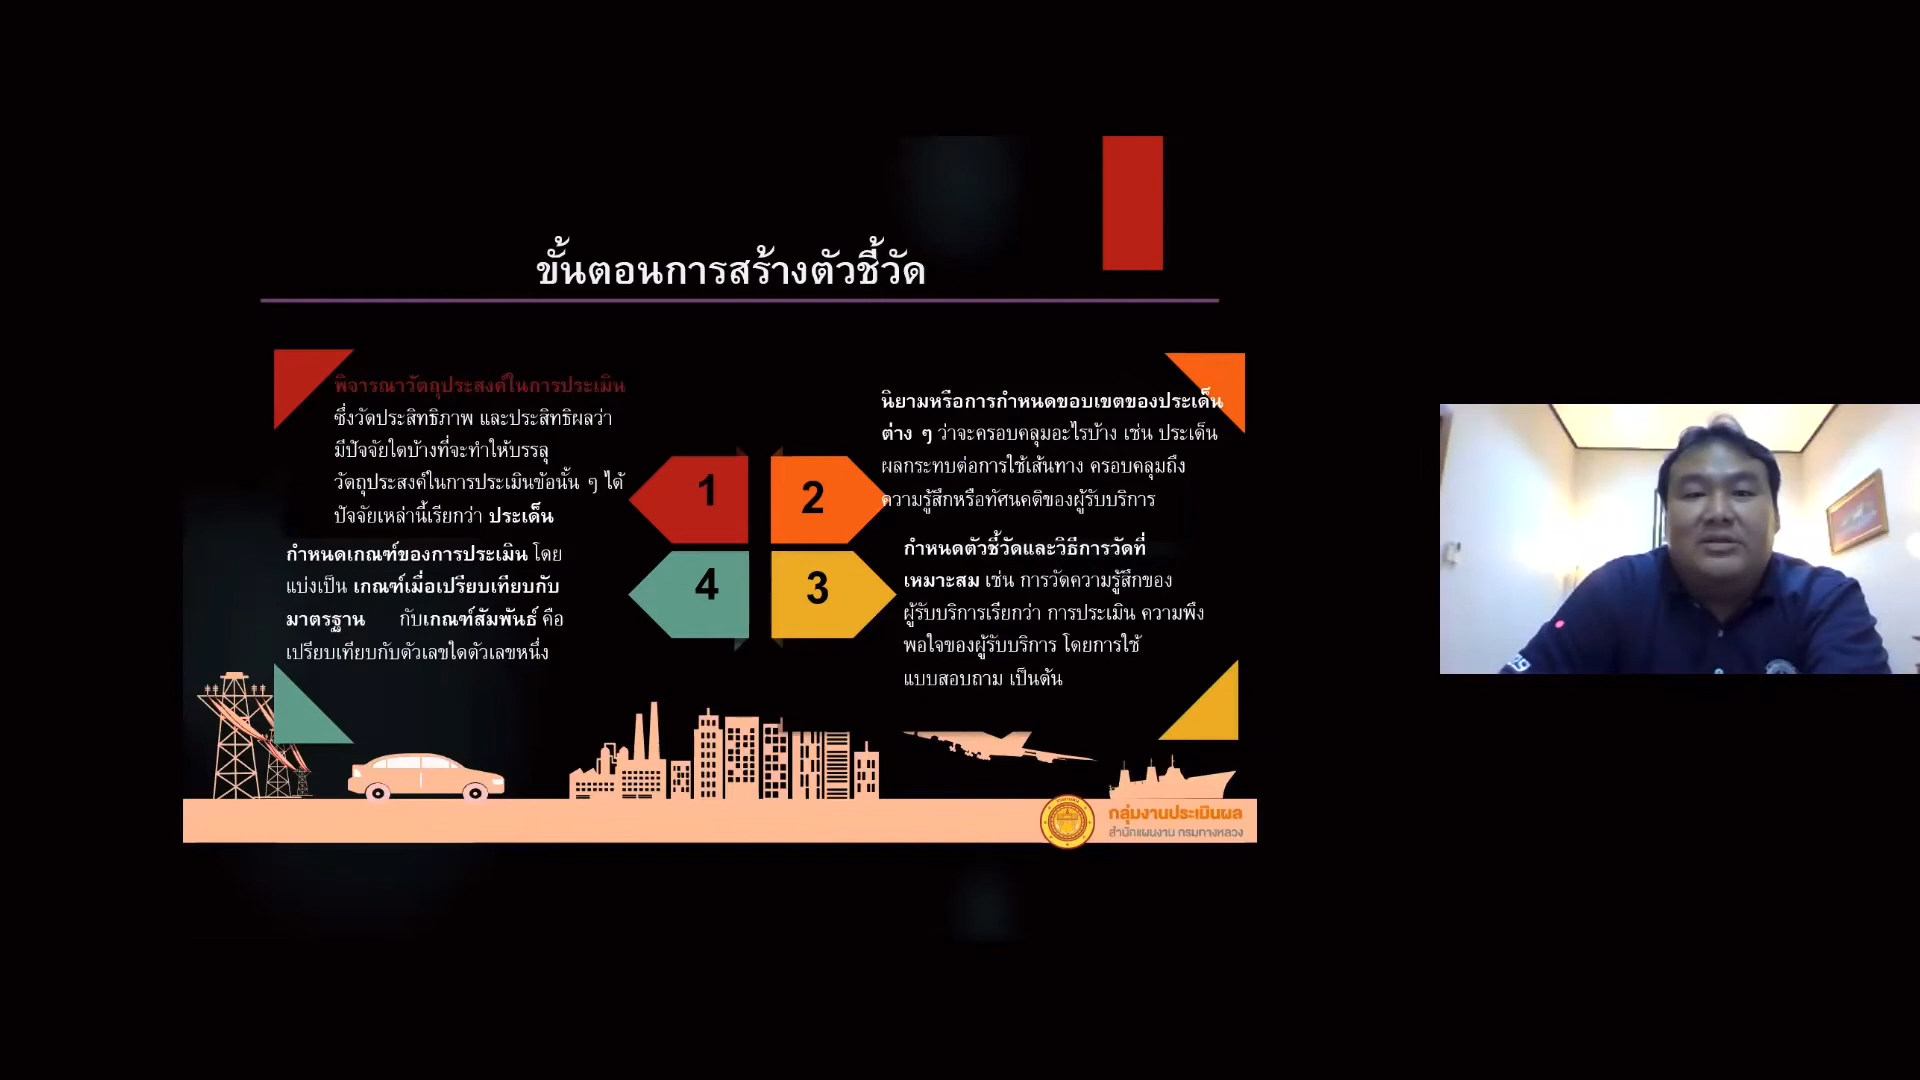 ขั้นตอนการสร้างตัวชี้วัด
พิจารณาวัตถุประสงค์ในการประเมิน
ซึ่งวัดประสิทธิภาพ และประสิทธิผลว่า
มีปัจจัยใดบ้างที่จะทำให้บรรลุ
วัตถุประสงค์ในการประเมินข้อนั้น ๆ ได้
ปัจจัยเหล่านี้เรียกว่า ประเด็น
1
2
นิยามหรือการกำหนดขอบเขตของประเด็น
ต่าง ๆ ว่าจะครอบคลุมอะไรบ้าง เช่น ประเด็น
ผลกระทบต่อการใช้เส้นทาง ครอบคลุมถึง
ความรู้สึกหรือทัศนคติของผู้รับบริการ
3
กำหนดตัวชี้วัดและวิธีการวัดที่
เหมาะสม เช่น การวัดความรู้สึกของ
ผู้รับบริการเรียกว่า การประเมิน ความพึง
พอใจของผู้รับบริการ โดยการใช้
แบบสอบถาม เป็นต้น
4
กำหนดเกณฑ์ของการประเมิน โดย
แบ่งเป็น เกณฑ์เมื่อเปรียบเทียบกับ
มาตรฐาน กับเกณฑ์สัมพันธ์ คือ
เปรียบเทียบกับตัวเลขใดตัวเลขหนึ่ง
กลุ่มงานประเมินผล
สำนักแผนงาน กรมทางหลวง